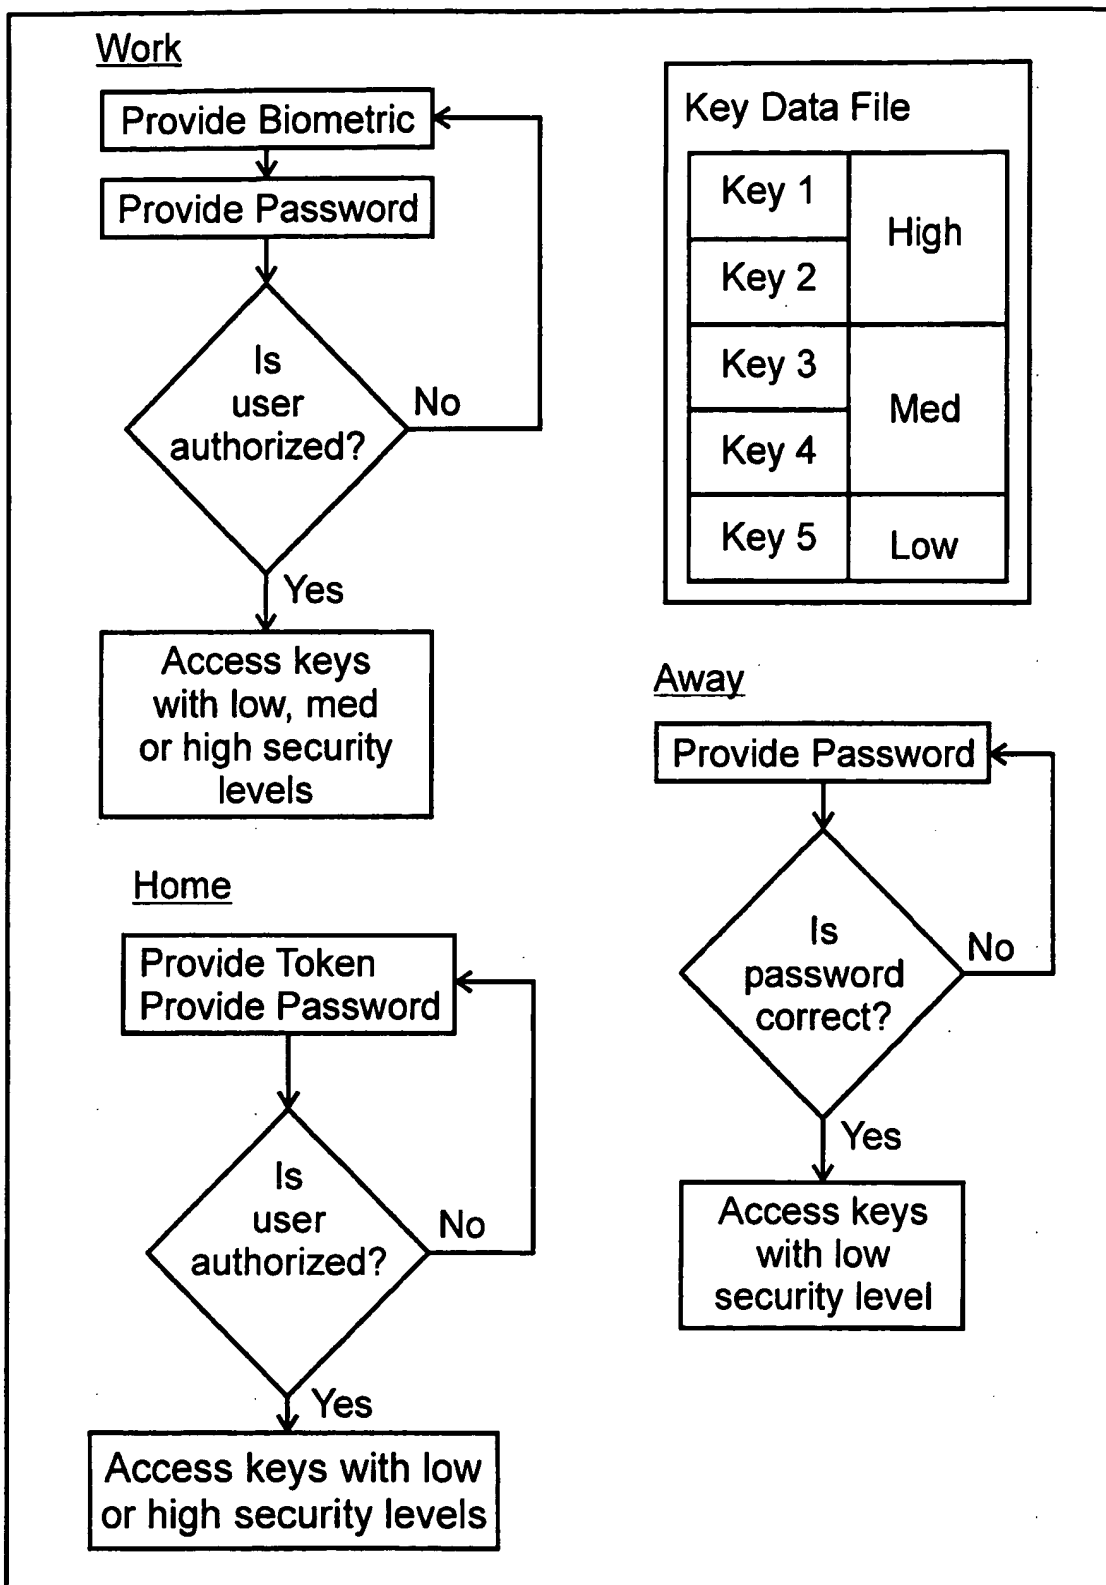 Work
Provide Biometric
Provide Password
Is
user
authorized?
No
Yes
Access keys
with low, med
or high security
levels
Key Data File
Key 1
Key 2
High
Key 3
Key 4
Med
Key 5
Low
Away
Provide Password
Is
password
correct?
No
Yes
Access keys
with low
security level
Home
Provide Token
Provide Password
Is
user
authorized?
No
Yes
Access keys with low
or high security levels